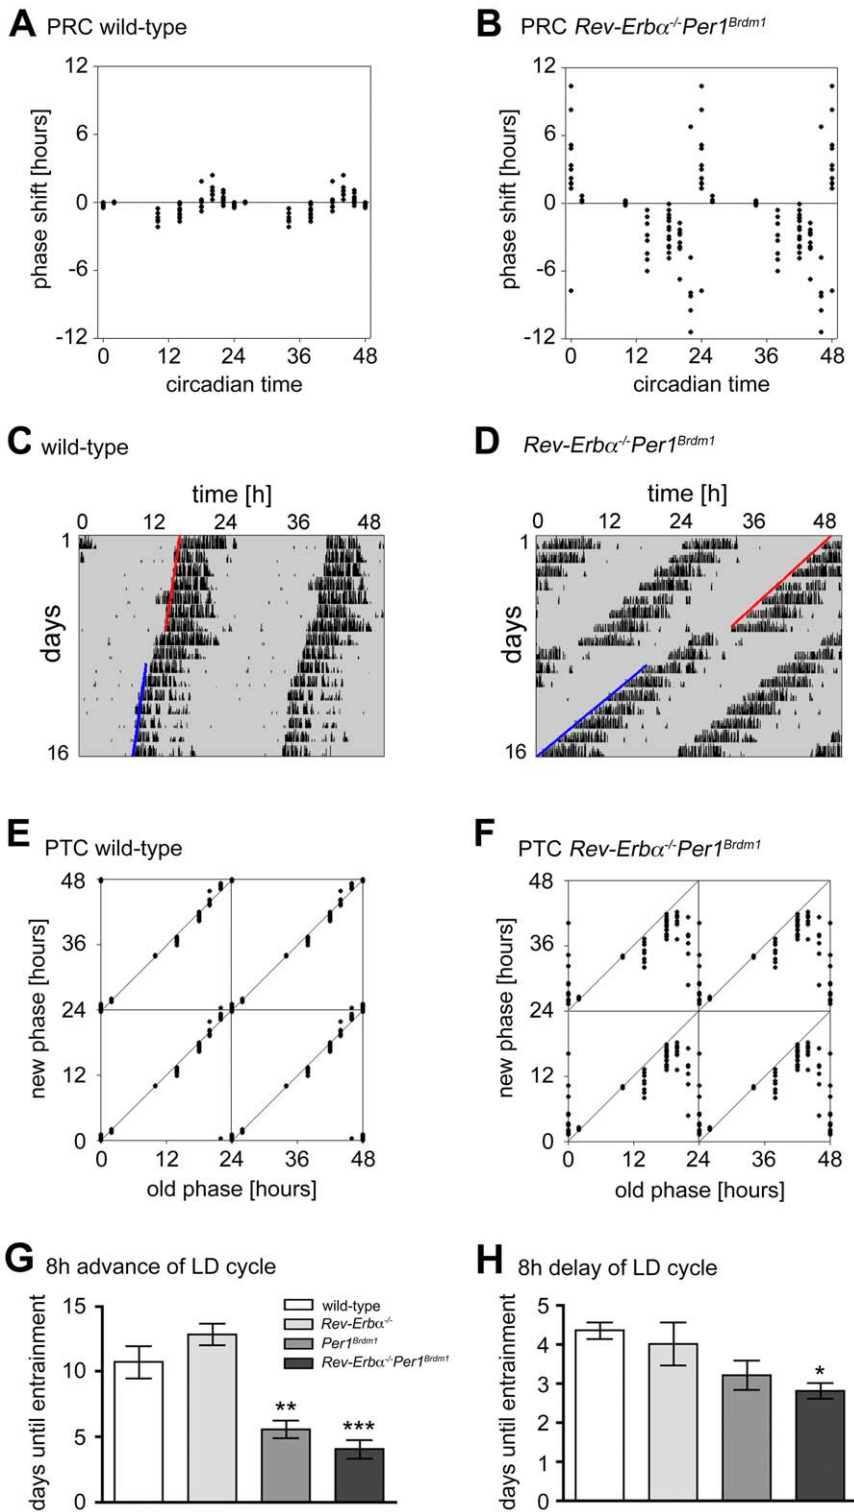 A PRC wild-type
12
6
0
-6
-12
phase shift [hours]
0 12 24 36 48
circadian time
B PRC Rev-Erbα-/-Per1Brdm1
12
6
0
-6
-12
phase shift [hours]
0 12 24 36 48
circadian time
C wild-type
time [h]
0 12 24 36 48
1
days
16
D Rev-Erbα-/-Per1Brdm1
time [h]
0 12 24 36 48
1
days
16
E PTC wild-type
48
36
24
12
0
new phase [hours]
0 12 24 36 48
old phase [hours]
F PTC Rev-Erbα-/-Per1Brdm1
48
36
24
12
0
new phase [hours]
0 12 24 36 48
old phase [hours]
G 8h advance of LD cycle
15
10
5
0
days until entrainment
wild-type
Rev-Erbα-/-
Per1Brdm1
Rev-Erbα-/-Per1Brdm1
**
***
H 8h delay of LD cycle
5
4
3
2
1
0
days until entrainment
*